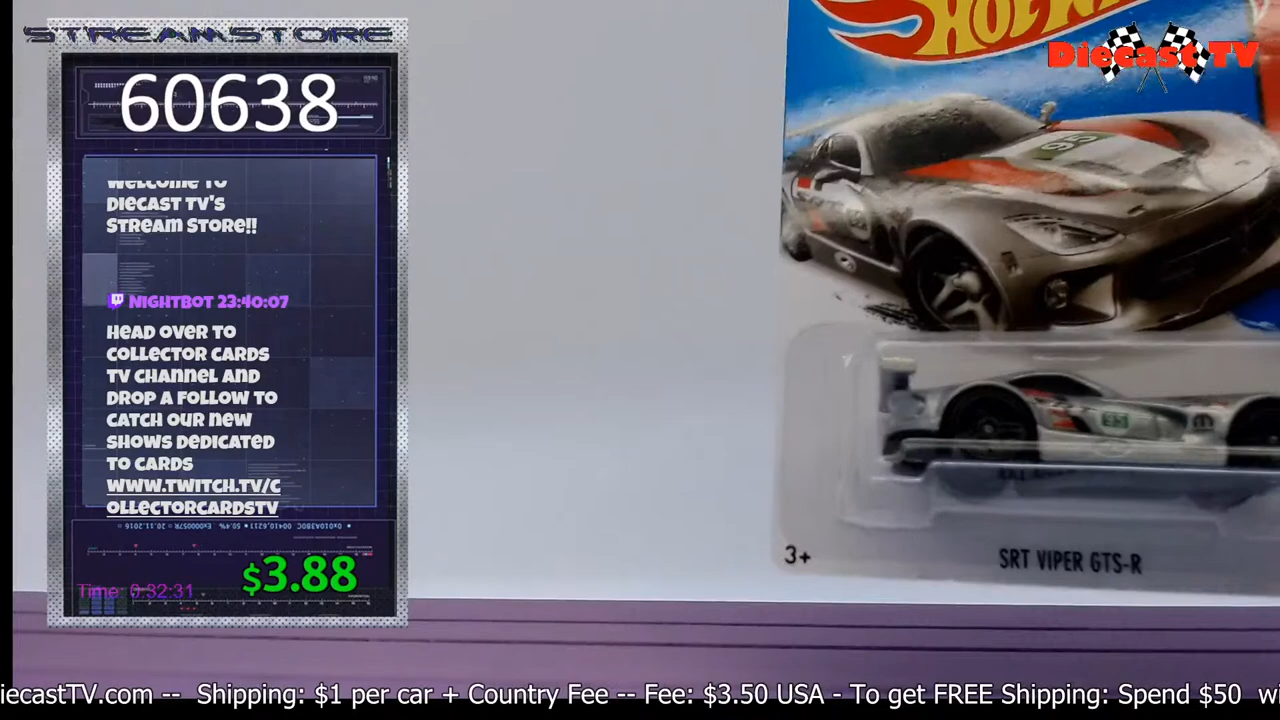 STREAMSTORE
60638
WELCOME TO
DIECAST TV'S
STREAM STORE!!
NIGHTBOT 23:40:07
HEAD OVER TO
COLLECTOR CARDS
TV CHANNEL AND
DROP A FOLLOW TO
CATCH OUR NEW
SHOWS DEDICATED
TO CARDS
WWW.TWITCH.TV/C
OLLECTORCARDSTV
$3.88
Time: 0:32:31
HOT W
Diecast TV
95
3+
SRT VIPER GTS-R
iecastTV.com -- Shipping: $1 per car + Country Fee -- Fee: $3.50 USA - To get FREE Shipping: Spend $50 wi